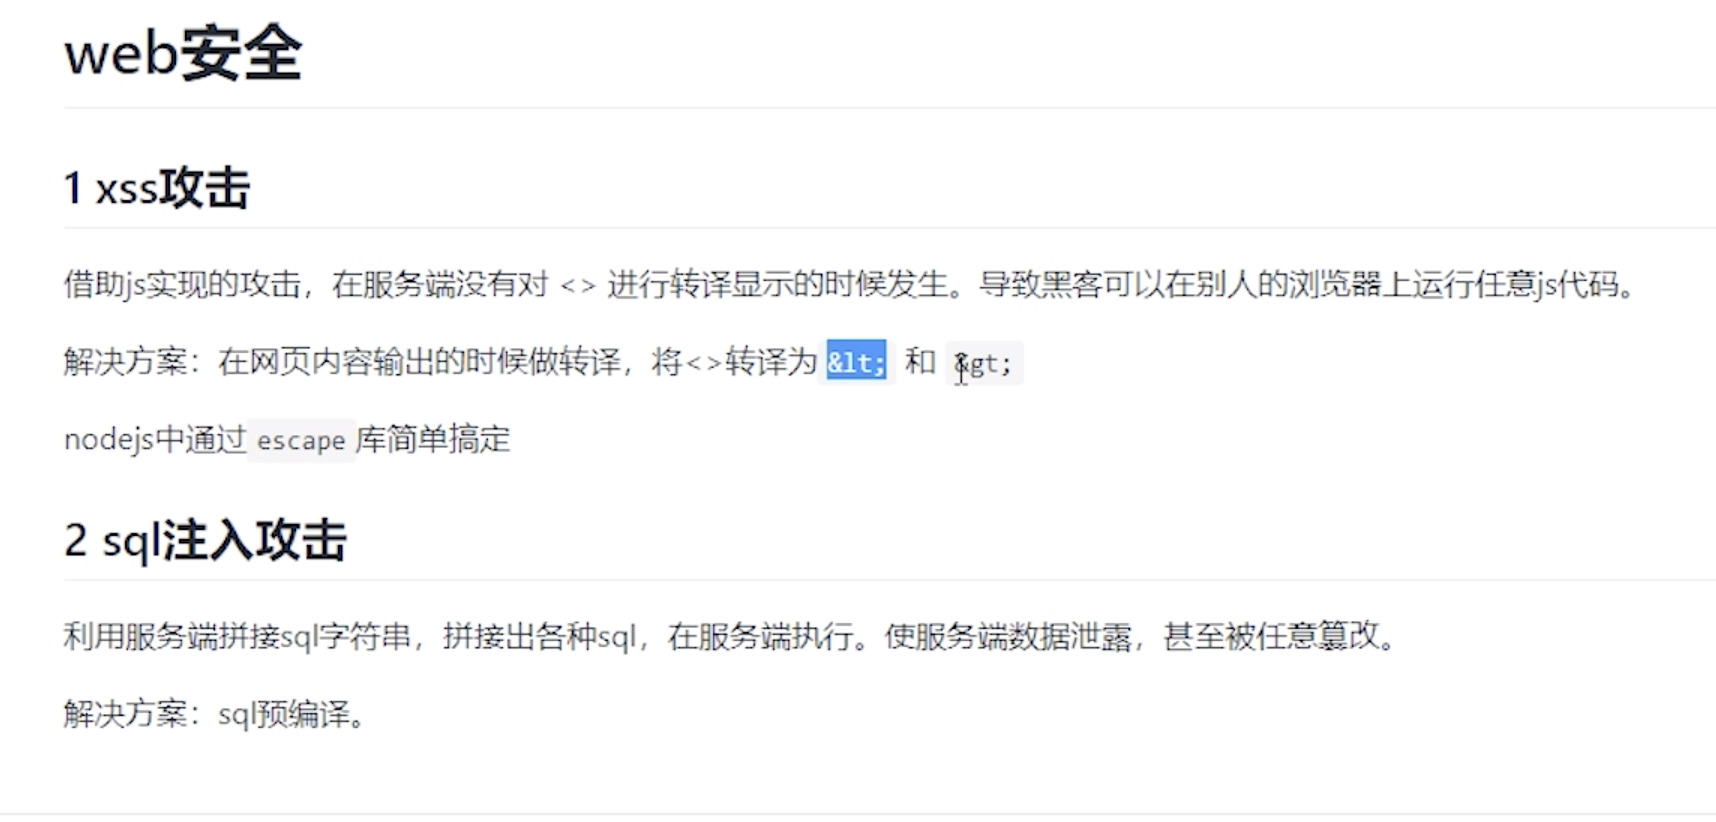 web安全
1 xss攻击
借助js实现的攻击，在服务端没有对 <> 进行转译显示的时候发生。导致黑客可以在别人的浏览器上运行任意js代码。
解决方案：在网页内容输出的时候做转译，将<>转译为 &lt; 和 &gt;
nodejs中通过 escape 库简单搞定
2 sql注入攻击
利用服务端拼接sql字符串，拼接出各种sql，在服务端执行。使服务端数据泄露，甚至被任意篡改。
解决方案：sql预编译。